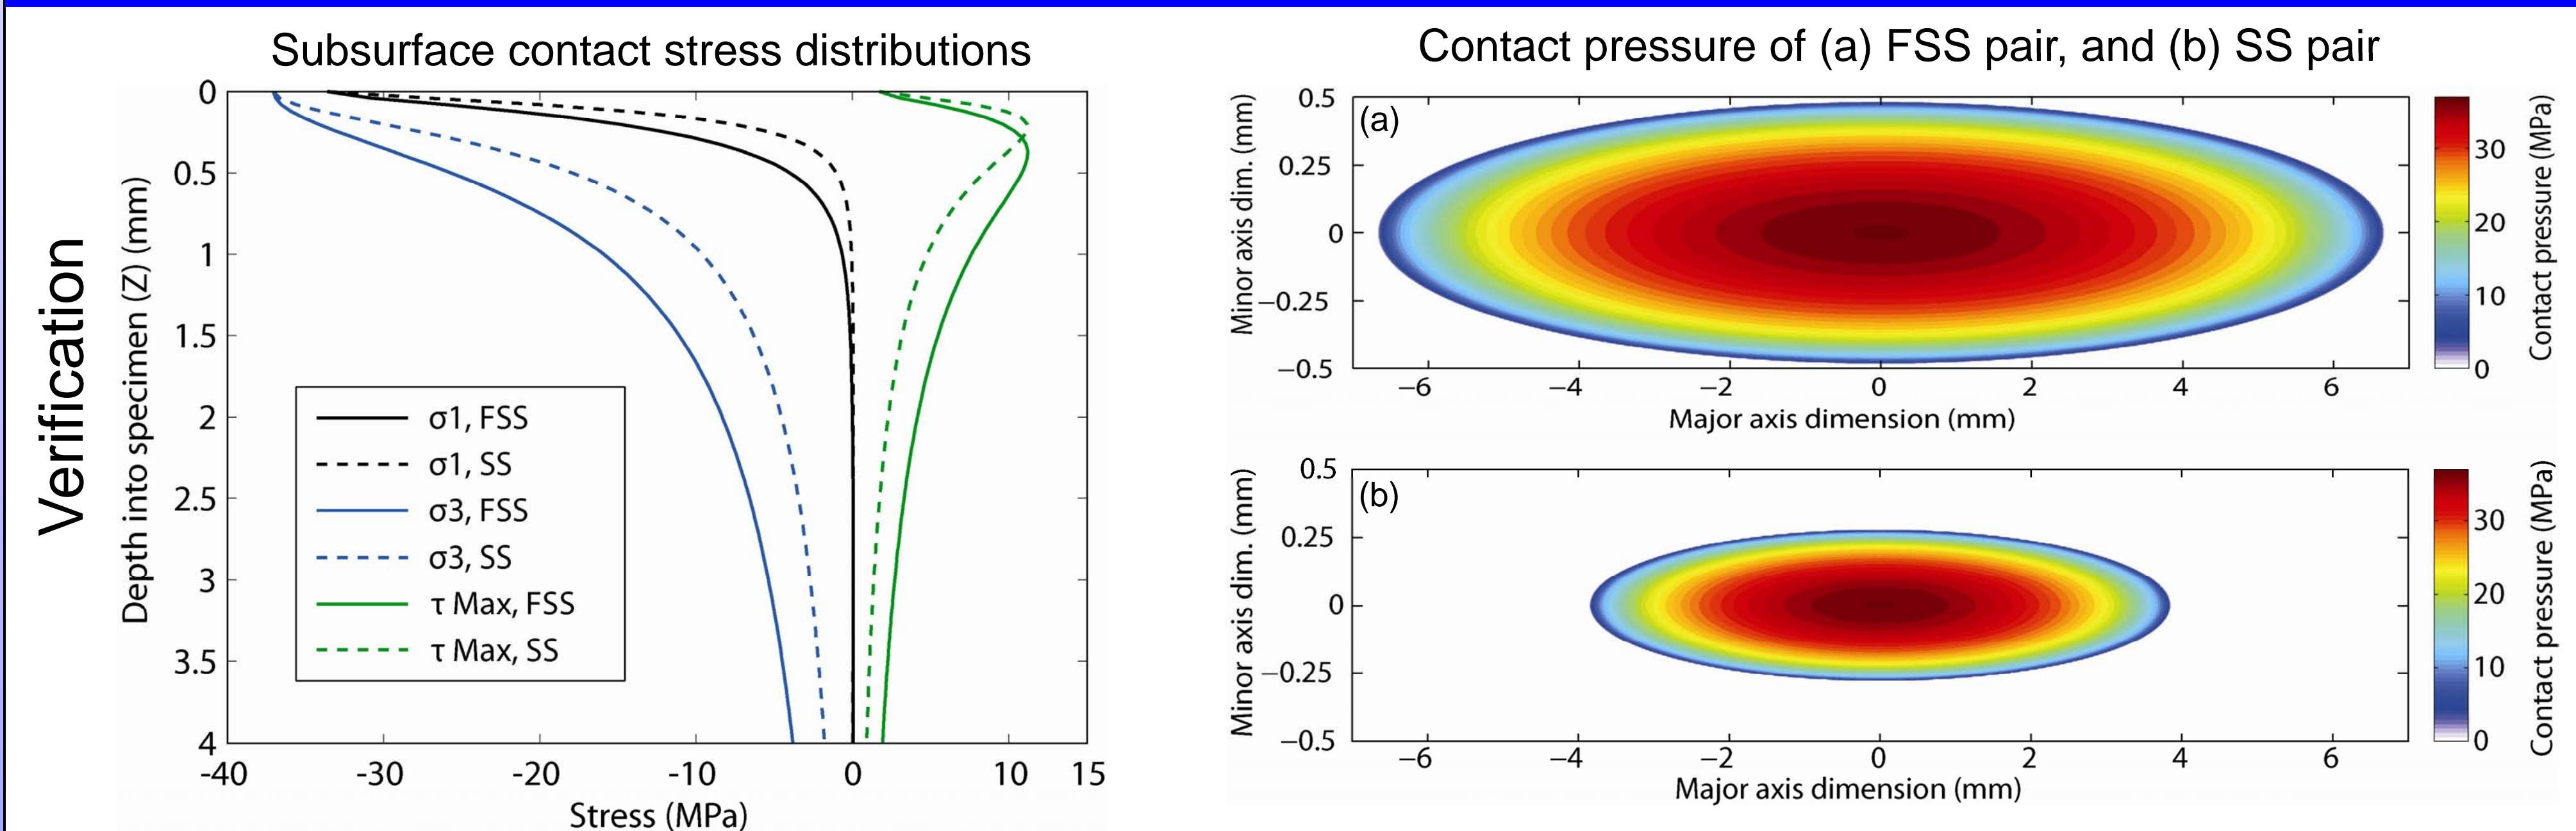 Verification
Subsurface contact stress distributions
0
0.5
1
1.5
2
2.5
3
3.5
4
Depth into specimen (Z) (mm)
σ1, FSS
σ1, SS
σ3, FSS
σ3, SS
τ Max, FSS
τ Max, SS
-40 -30 -20 -10 0 10 15
Stress (MPa)
Contact pressure of (a) FSS pair, and (b) SS pair
(a)
0.5
0.25
0
−0.25
−0.5
Minor axis dim. (mm)
−6 −4 −2 0 2 4 6
Major axis dimension (mm)
30
20
10
0
Contact pressure (MPa)
(b)
0.5
0.25
0
−0.25
−0.5
Minor axis dim. (mm)
−6 −4 −2 0 2 4 6
Major axis dimension (mm)
30
20
10
0
Contact pressure (MPa)